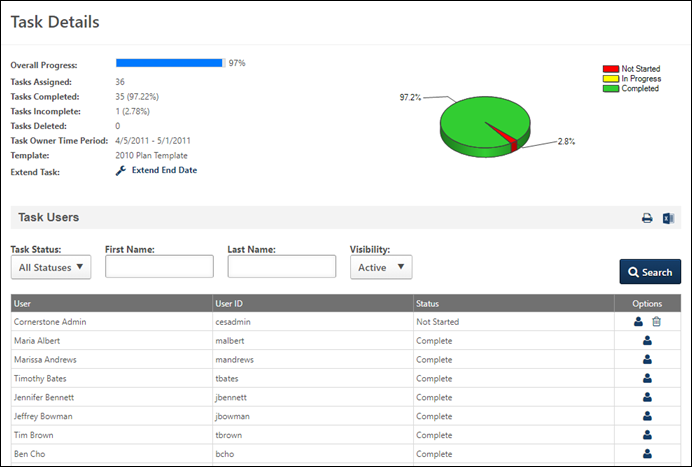 Task Details
Overall Progress: 97%
Tasks Assigned: 36
Tasks Completed: 35 (97.22%)
Tasks Incomplete: 1 (2.78%)
Tasks Deleted: 0
Task Owner Time Period: 4/5/2011 - 5/1/2011
Template: 2010 Plan Template
Extend Task: Extend End Date
97.2%
2.8%
Not Started
In Progress
Completed
Task Users
Task Status: First Name: Last Name: Visibility:
All Statuses Active Search
User User ID Status Options
Cornerstone Admin cesadmin Not Started
Maria Albert malbert Complete
Marissa Andrews mandrews Complete
Timothy Bates tbates Complete
Jennifer Bennett jbennett Complete
Jeffrey Bowman jbowman Complete
Tim Brown tbrown Complete
Ben Cho bcho Complete